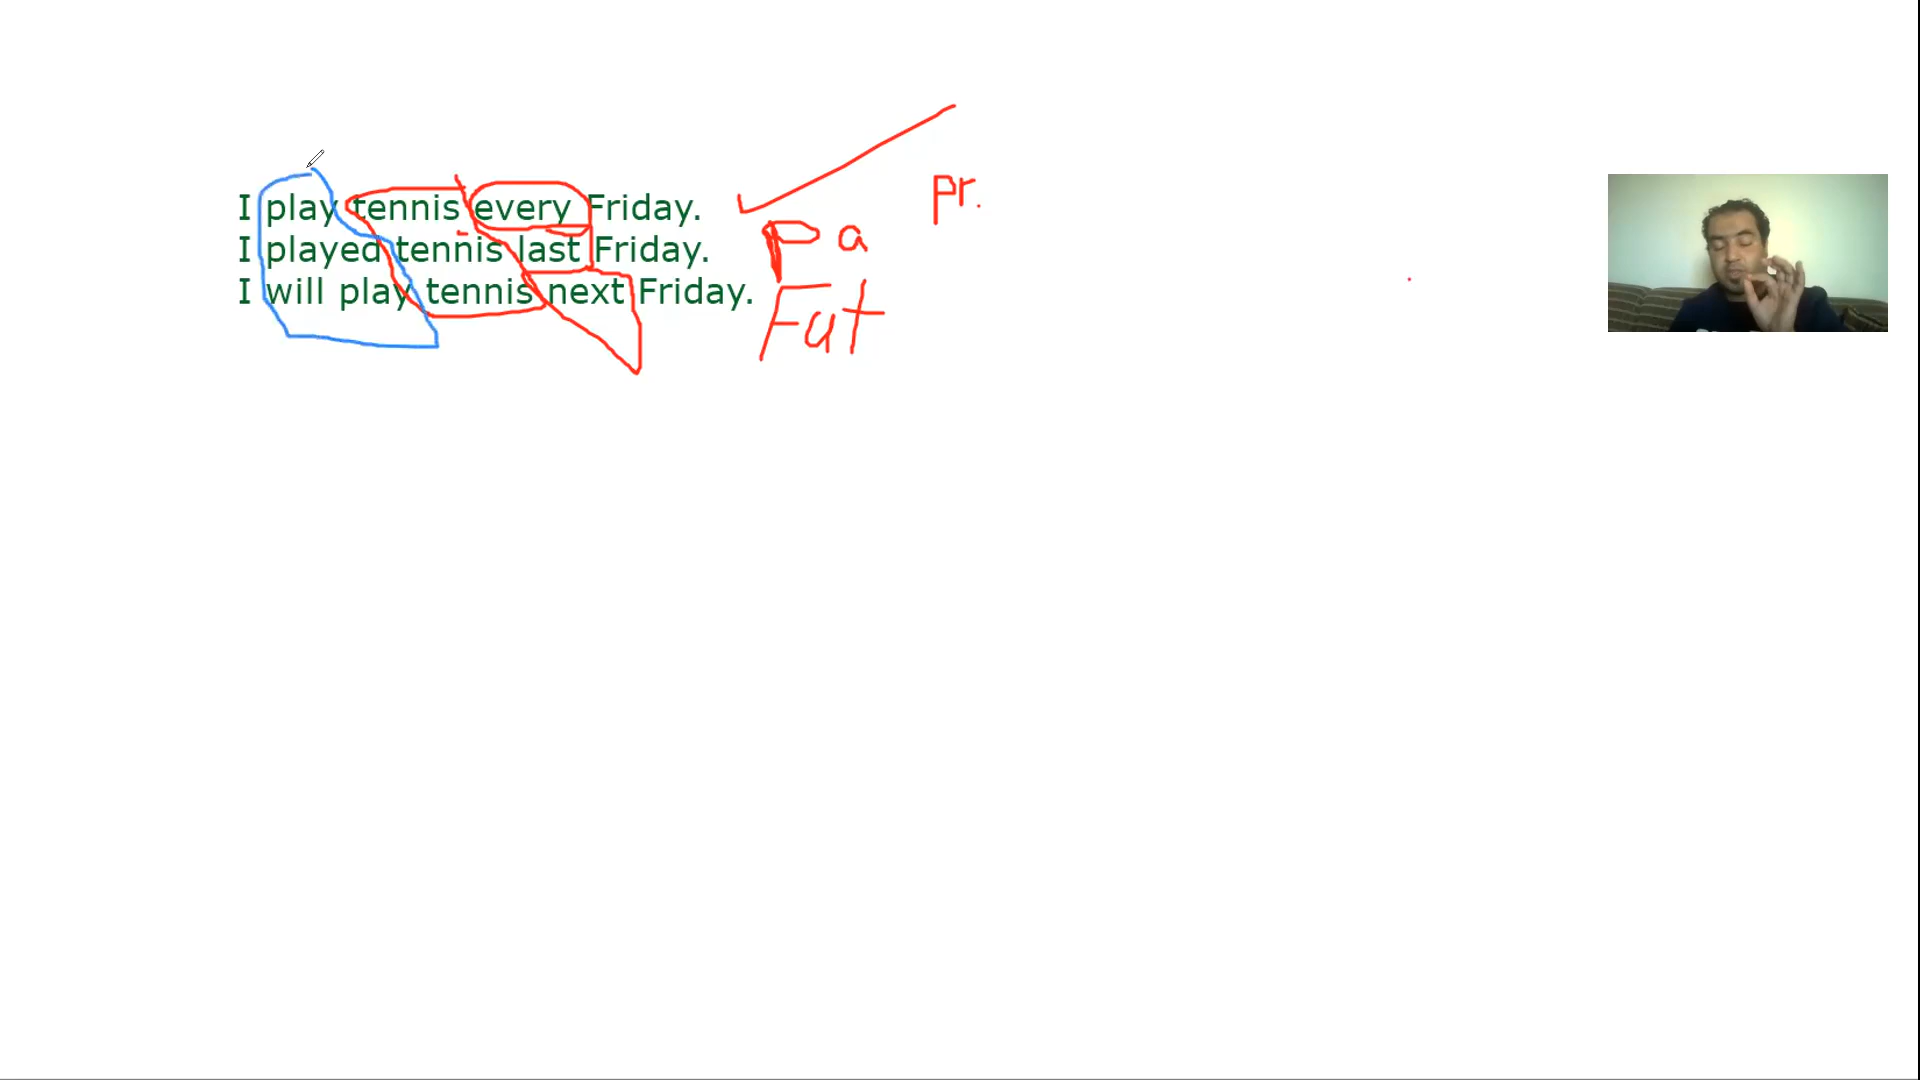 I play tennis every Friday.
pr.
I played tennis last Friday.
Pa
I will play tennis next Friday.
Fut